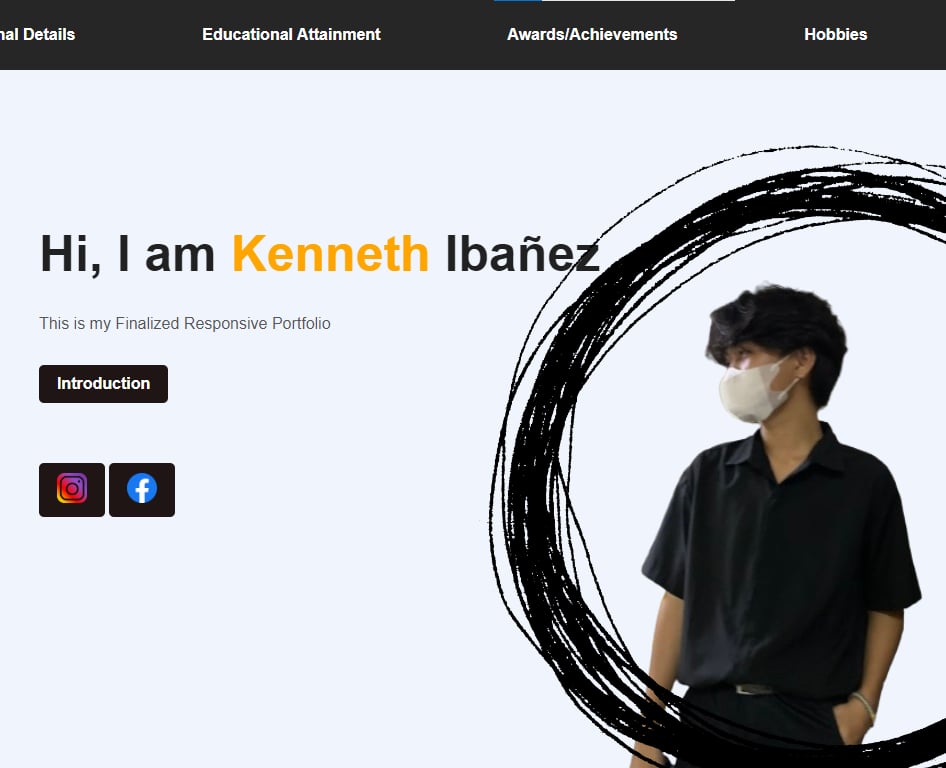 nal Details
Educational Attainment
Awards/Achievements
Hobbies
Hi, I am Kenneth Ibañez
This is my Finalized Responsive Portfolio
Introduction